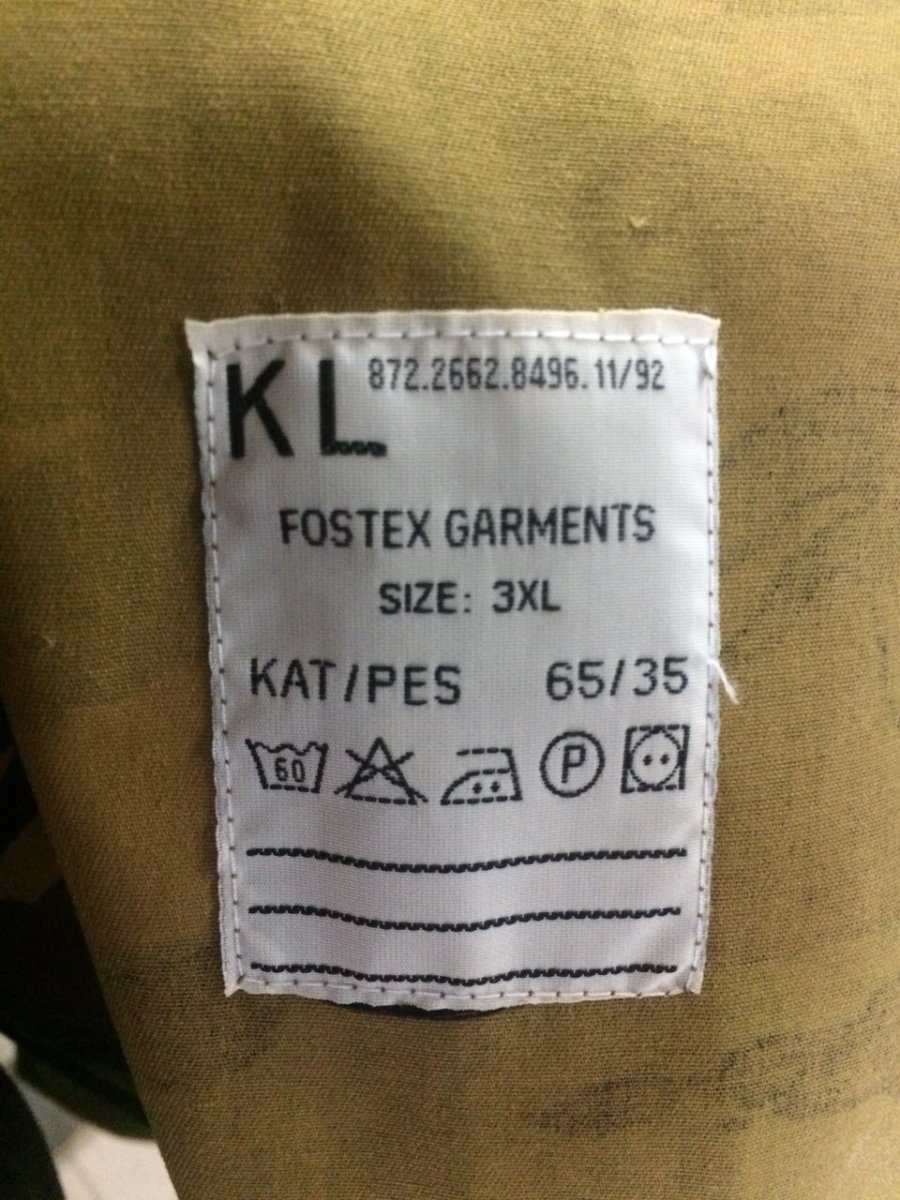 KL 872.2662.8496.11/92
FOSTEX GARMENTS
SIZE: 3XL
KAT/PES 65/35
60 P